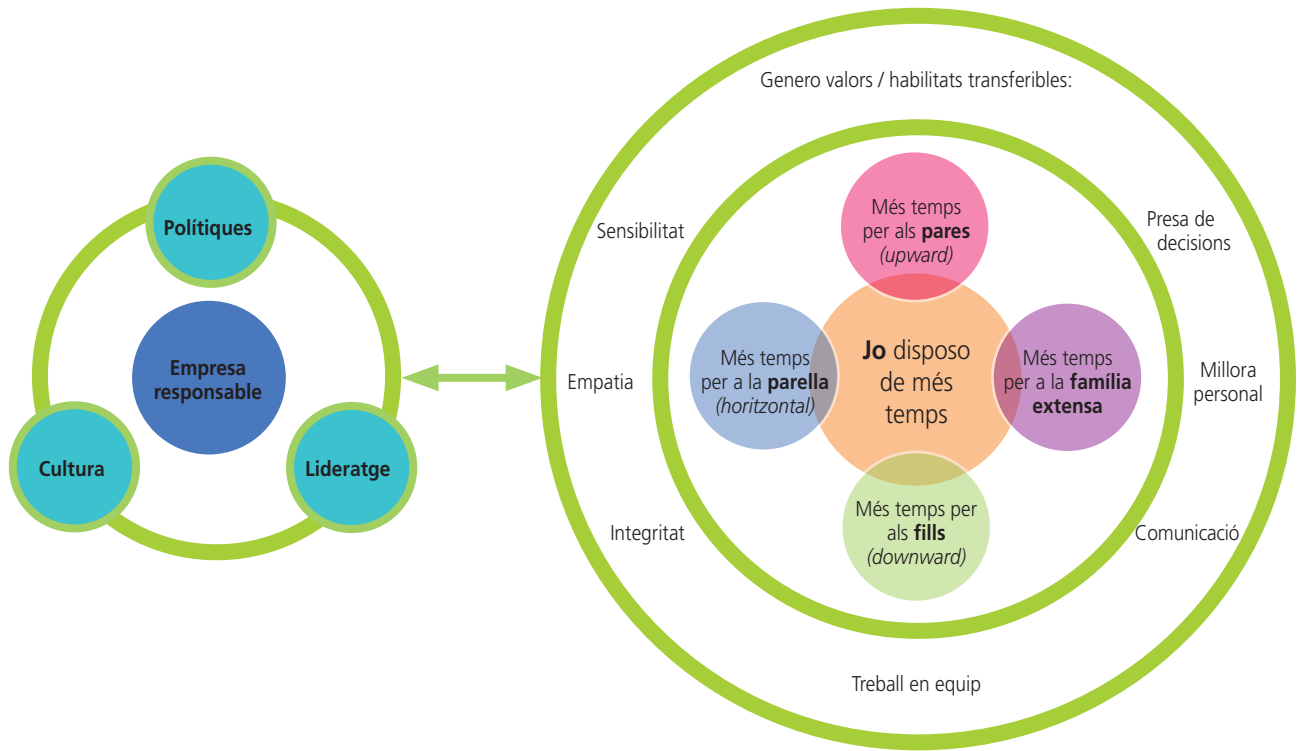 Polítiques
Empresa
responsable
Cultura
Lideratge
Genero valors / habilitats transferibles:
Sensibilitat
Empatia
Integritat
Presa de
decisions
Millora
personal
Comunicació
Treball en equip
Més temps
per als pares
(upward)
Més temps
per a la parella
(horitzontal)
Jo disposo
de més
temps
Més temps
per a la família
extensa
Més temps per
als fills
(downward)